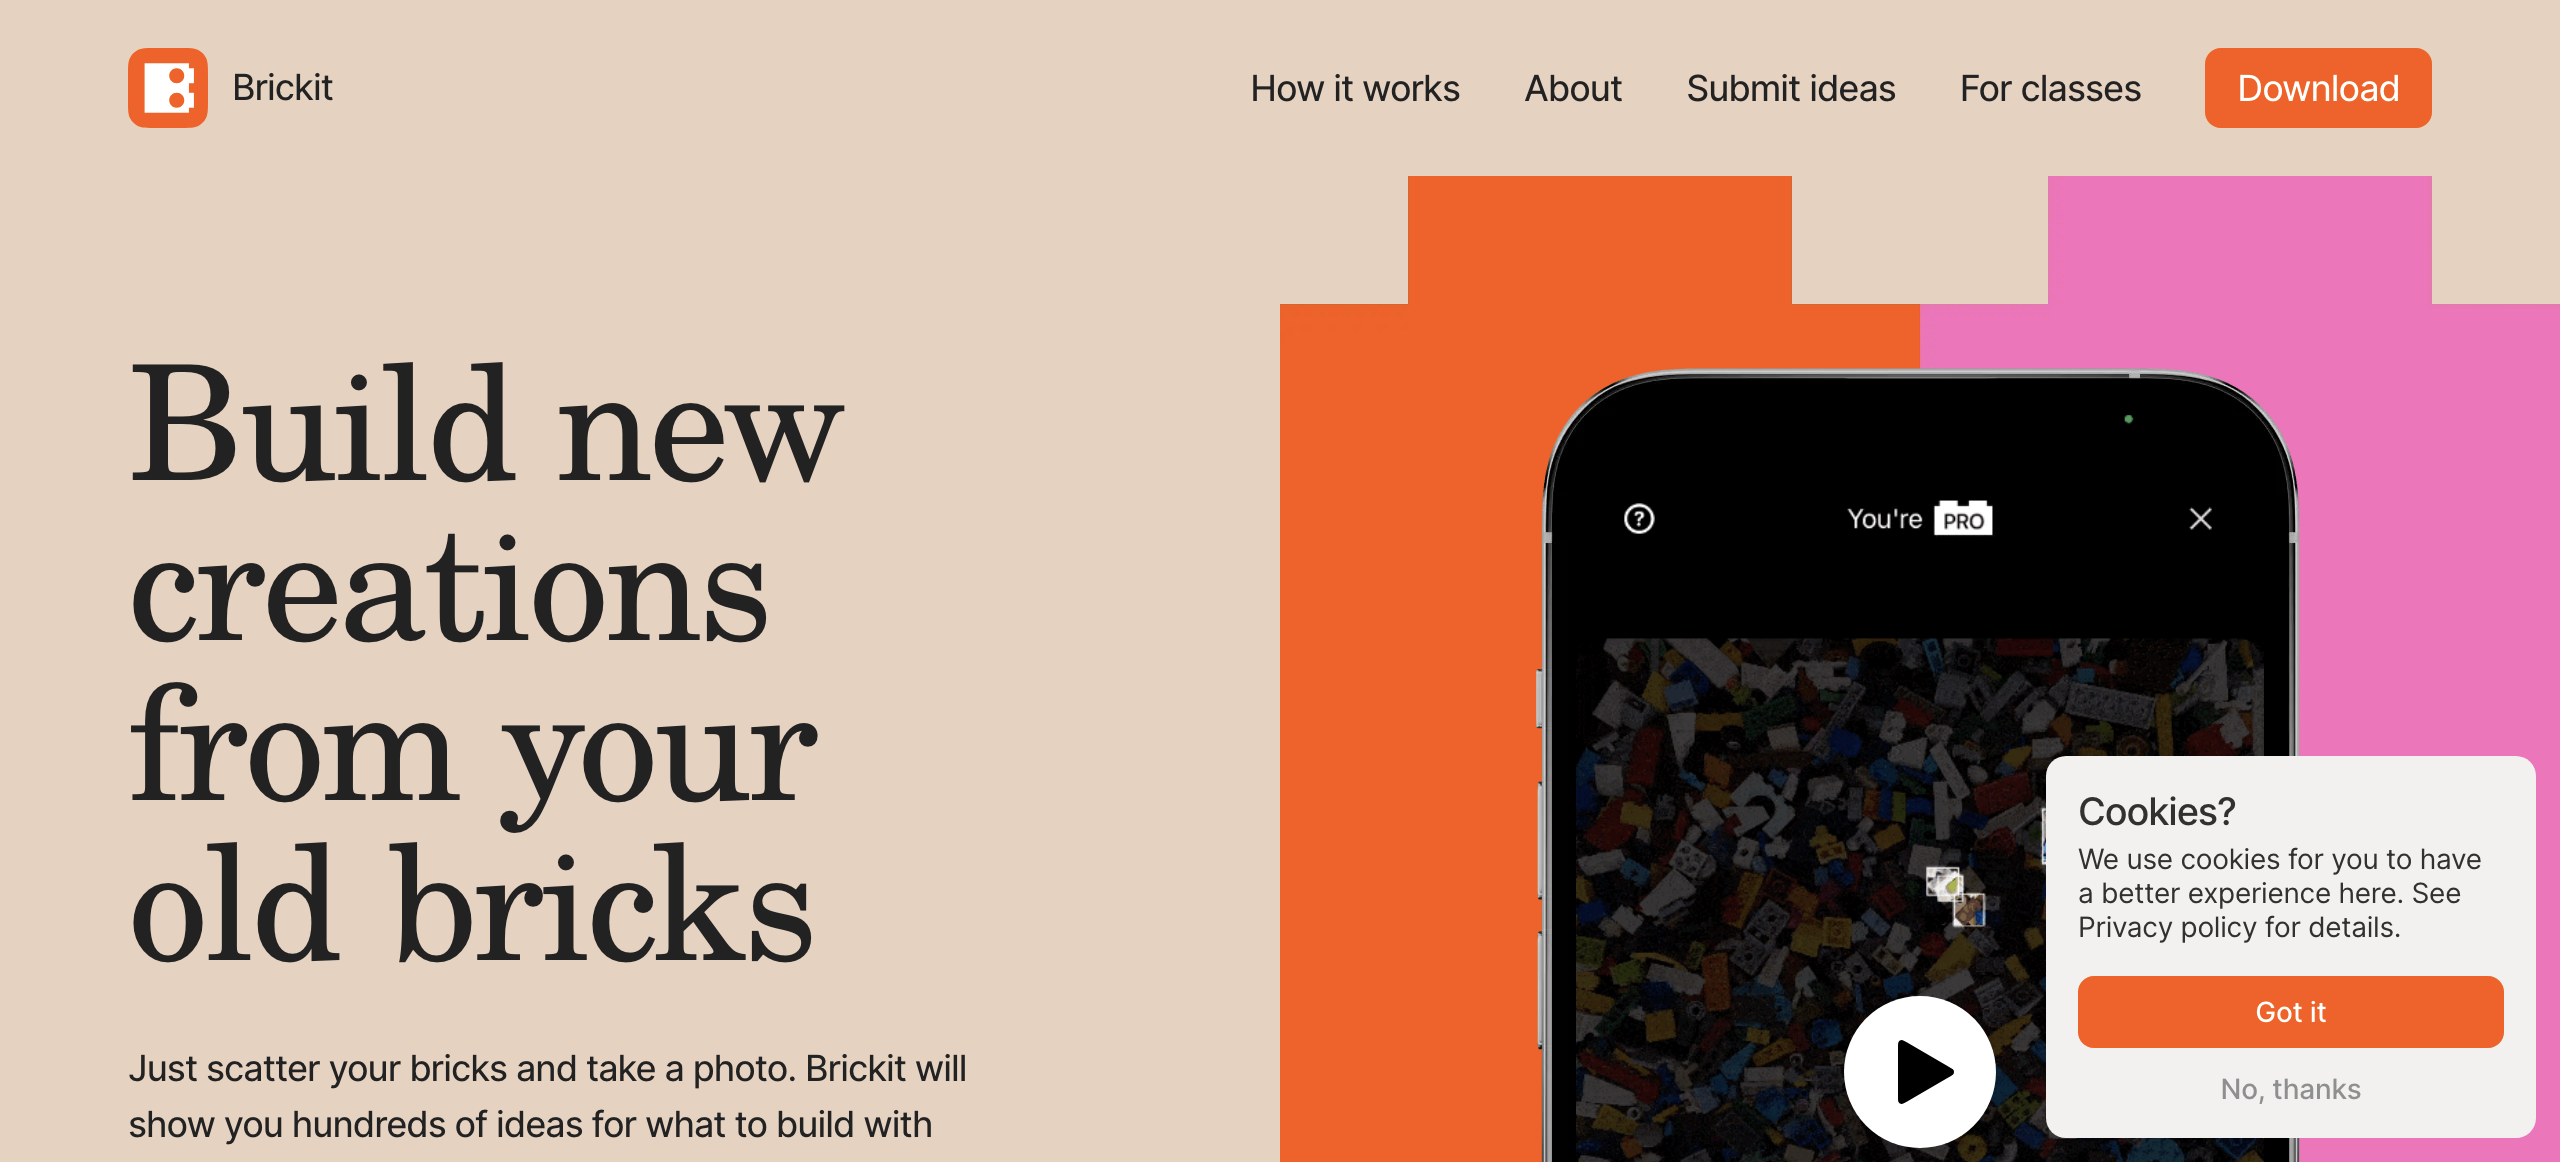 Brickit
How it works
About
Submit ideas
For classes
Download
Build new
creations
from your
old bricks
Just scatter your bricks and take a photo. Brickit will
show you hundreds of ideas for what to build with
You're PRO
Cookies?
We use cookies for you to have
a better experience here. See
Privacy policy for details.
Got it
No, thanks